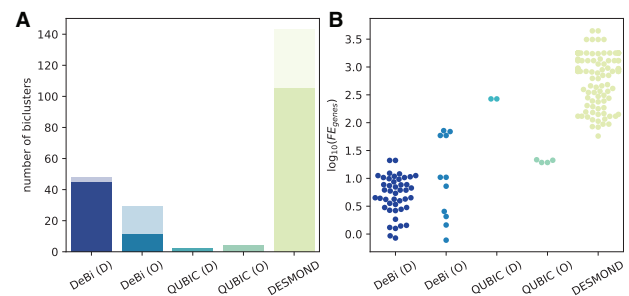 A
number of biclusters
140
120
100
80
60
40
20
0
DeBi (D)
DeBi (O)
QUBIC (D)
QUBIC (O)
DESMOND
B
log₁₀(FE_genes)
3.5
3.0
2.5
2.0
1.5
1.0
0.5
0.0
DeBi (D)
DeBi (O)
QUBIC (D)
QUBIC (O)
DESMOND